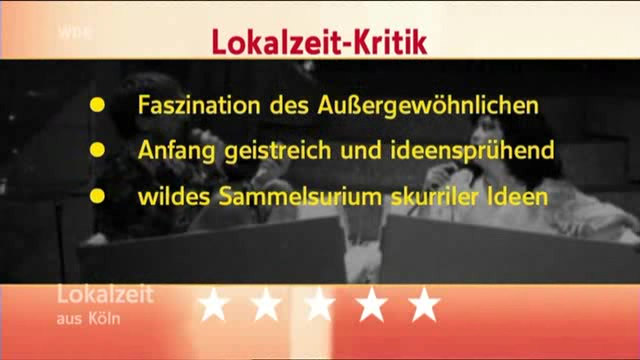 WDR
Lokalzeit-Kritik
Faszination des Außergewöhnlichen
Anfang geistreich und ideensprühend
wildes Sammelsurium skurriler Ideen
Lokalzeit
aus Köln